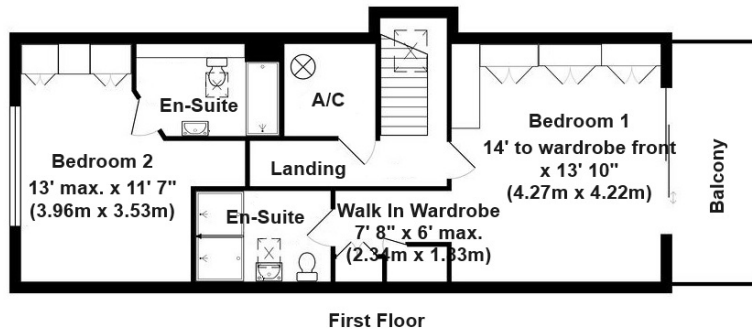 En-Suite
A/C
Bedroom 1
14' to wardrobe front
x 13' 10"
(4.27m x 4.22m)
Balcony
Bedroom 2
13' max. x 11' 7"
(3.96m x 3.53m)
Landing
En-Suite
Walk In Wardrobe
7' 8" x 6' max.
(2.34m x 1.83m)
First Floor